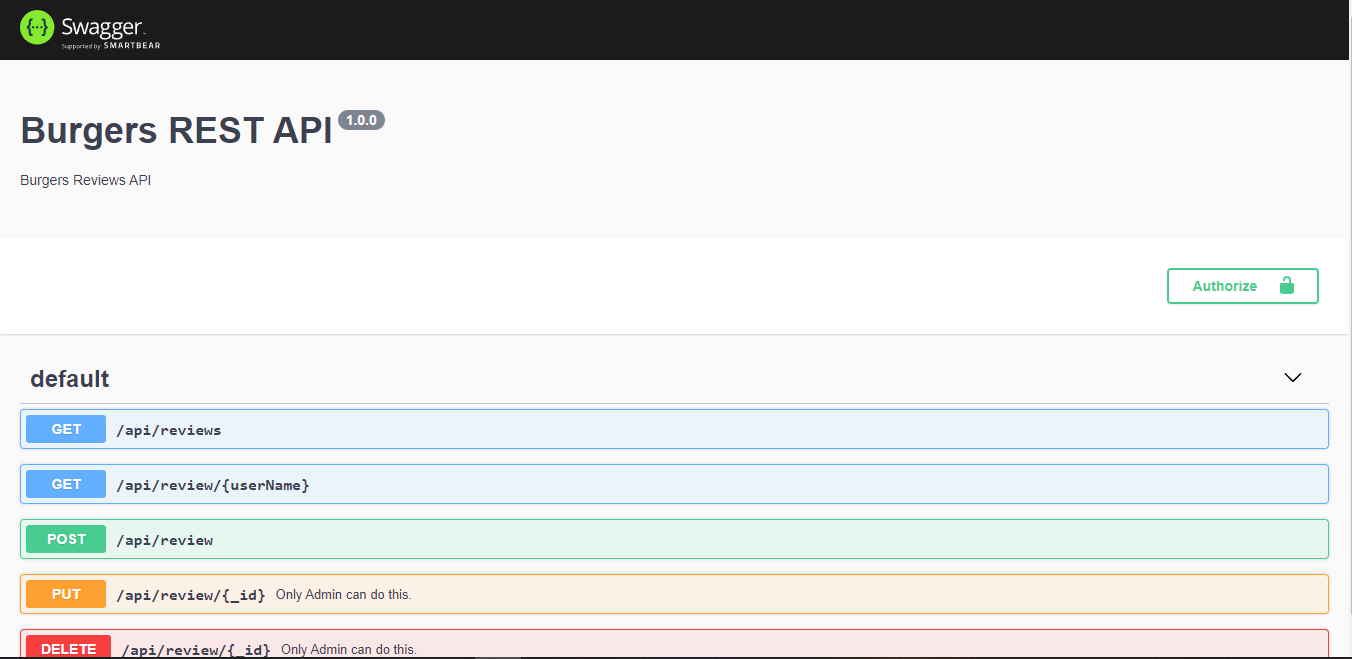 {··} Swagger™
Supported by SMARTBEAR
Burgers REST API 1.0.0
Burgers Reviews API
Authorize
default
GET /api/reviews
GET /api/review/{userName}
POST /api/review
PUT /api/review/{_id} Only Admin can do this.
DELETE /api/review/{_id} Only Admin can do this.